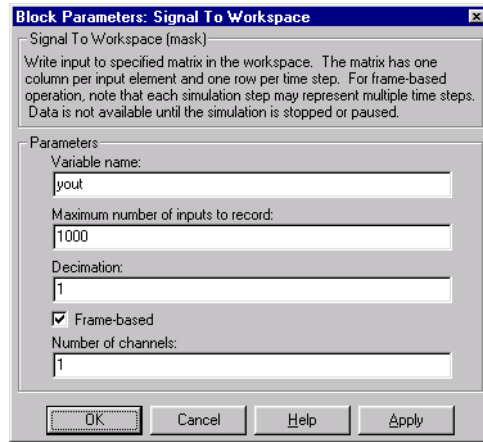 Block Parameters: Signal To Workspace
Signal To Workspace (mask)
Write input to specified matrix in the workspace.  The matrix has one
column per input element and one row per time step.  For frame-based
operation, note that each simulation step may represent multiple time steps.
Data is not available until the simulation is stopped or paused.
Parameters
Variable name:
yout
Maximum number of inputs to record:
1000
Decimation:
1
Frame-based
Number of channels:
1
OK Cancel Help Apply